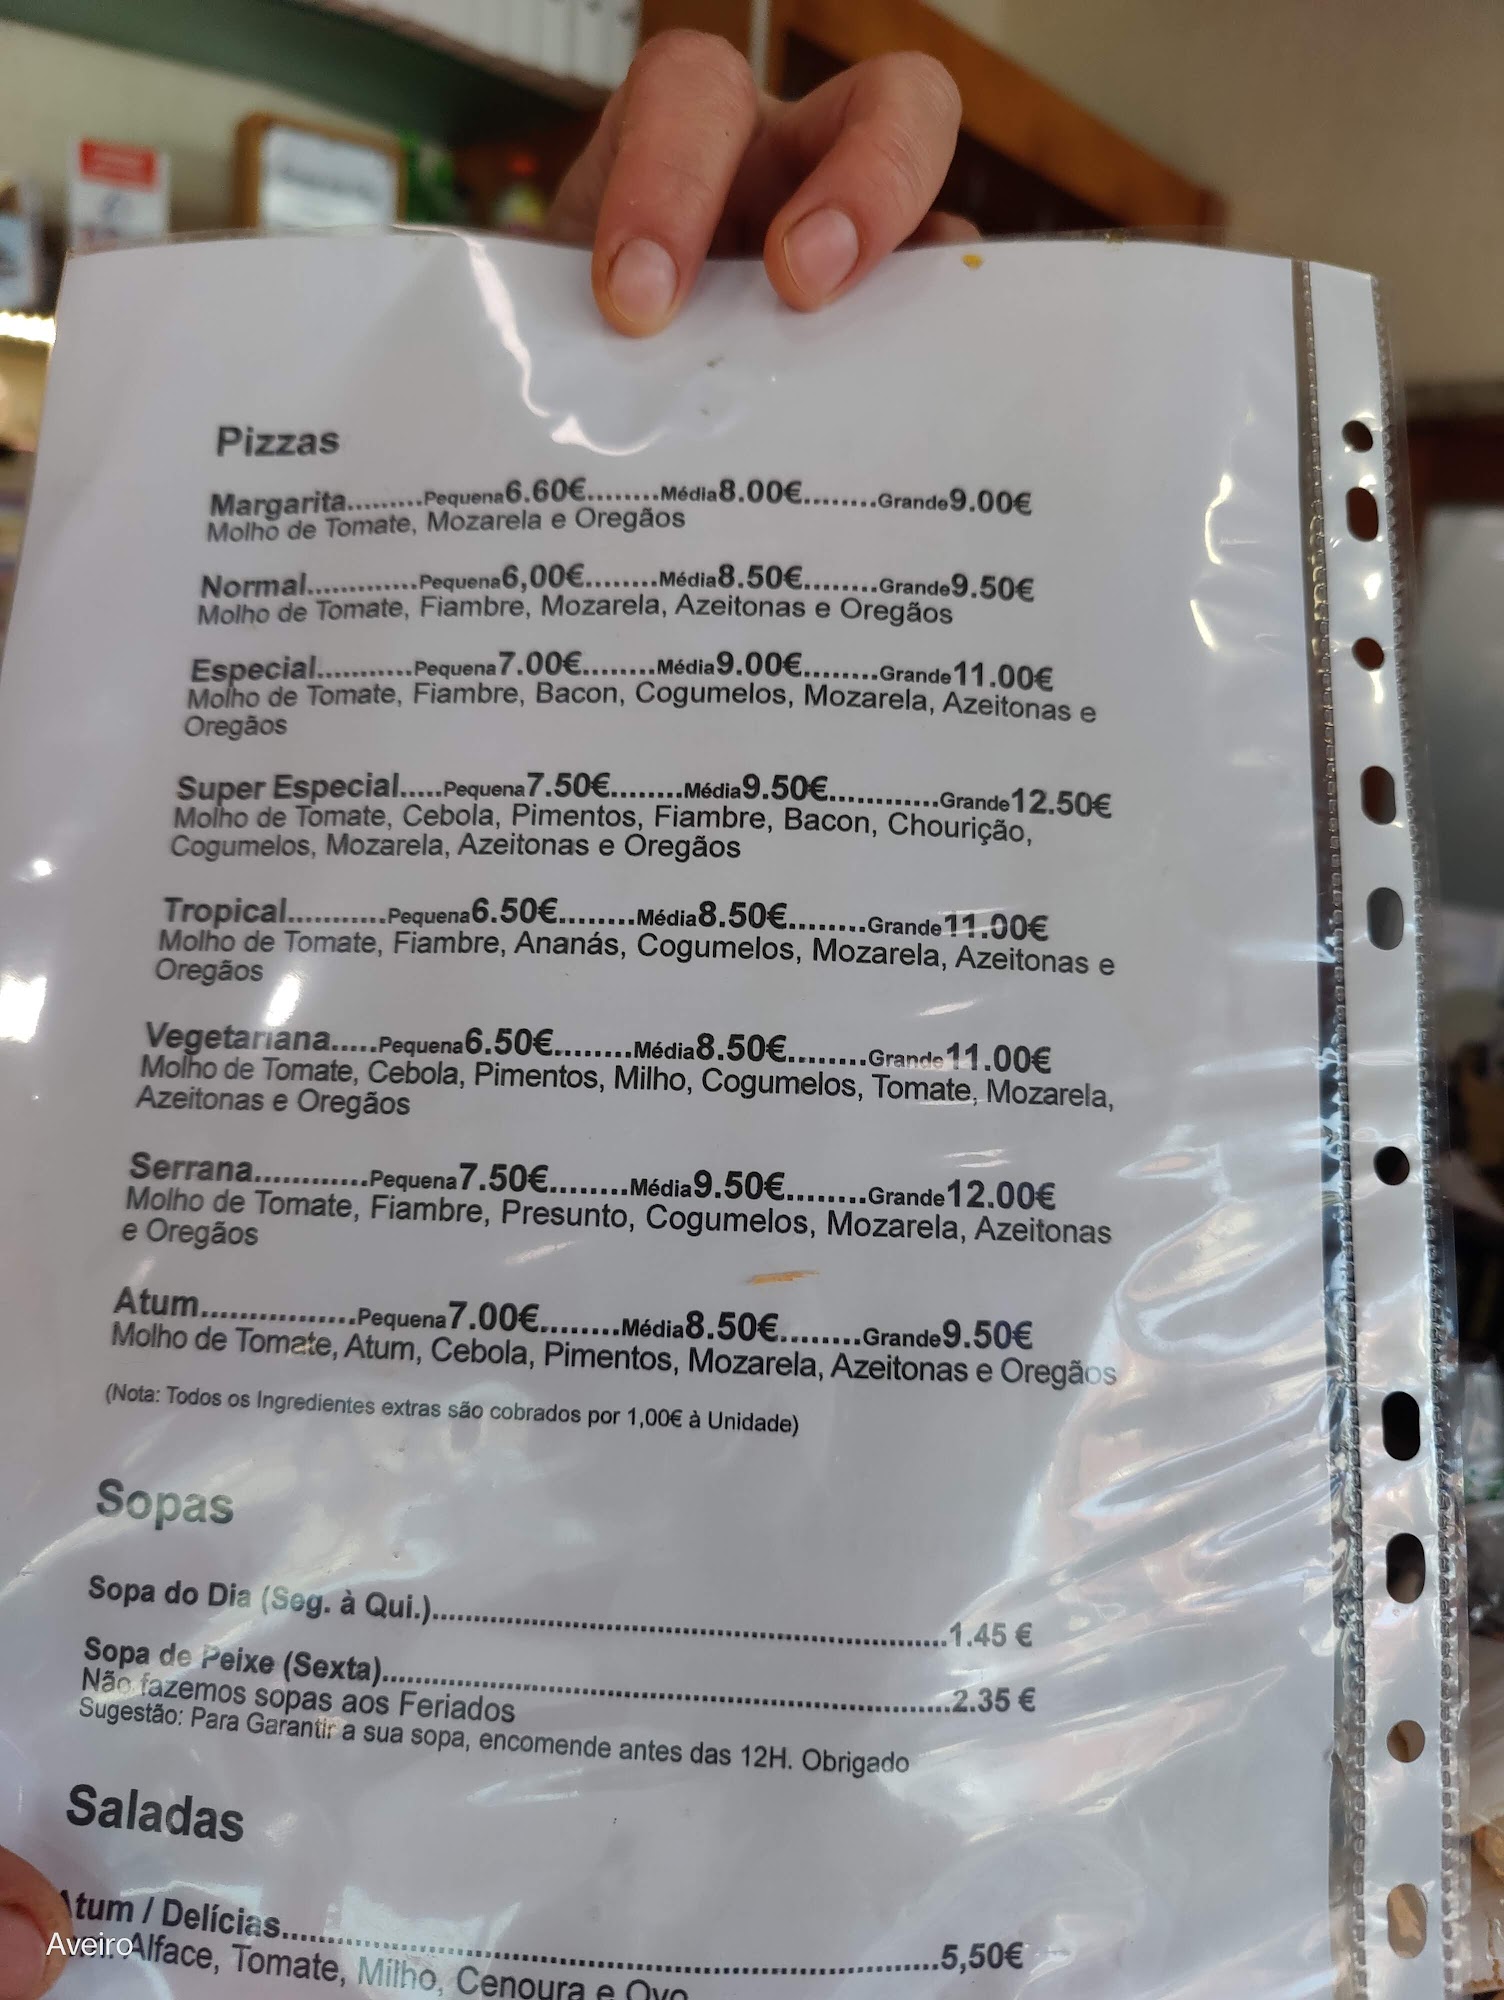 Pizzas
Margarita.........Pequena6.60€........Média8.00€........Grande9.00€
Molho de Tomate, Mozarela e Oregãos
Normal.............Pequena6,00€........Média8.50€........Grande9.50€
Molho de Tomate, Fiambre, Mozarela, Azeitonas e Oregãos
Especial...........Pequena7.00€........Média9.00€........Grande11.00€
Molho de Tomate, Fiambre, Bacon, Cogumelos, Mozarela, Azeitonas e
Oregãos
Super Especial.....Pequena7.50€........Média9.50€............Grande12.50€
Molho de Tomate, Cebola, Pimentos, Fiambre, Bacon, Chourição,
Cogumelos, Mozarela, Azeitonas e Oregãos
Tropical...........Pequena6.50€........Média8.50€........Grande11.00€
Molho de Tomate, Fiambre, Ananás, Cogumelos, Mozarela, Azeitonas e
Oregãos
Vegetariana.....Pequena6.50€........Média8.50€........Grande11.00€
Molho de Tomate, Cebola, Pimentos, Milho, Cogumelos, Tomate, Mozarela,
Azeitonas e Oregãos
Serrana............Pequena7.50€........Média9.50€........Grande12.00€
Molho de Tomate, Fiambre, Presunto, Cogumelos, Mozarela, Azeitonas
e Oregãos
Atum................Pequena7.00€........Média8.50€........Grande9.50€
Molho de Tomate, Atum, Cebola, Pimentos, Mozarela, Azeitonas e Oregãos
(Nota: Todos os Ingredientes extras são cobrados por 1,00€ à Unidade)
Sopas
Sopa do Dia (Seg. à Qui.)................................................................1.45 €
Sopa de Peixe (Sexta)......................................................................2.35 €
Não fazemos sopas aos Feriados
Sugestão: Para Garantir a sua sopa, encomende antes das 12H. Obrigado
Saladas
Atum / Delícias................................................................................5,50€
Alface, Tomate, Milho, Cenoura e Ovo
Aveiro